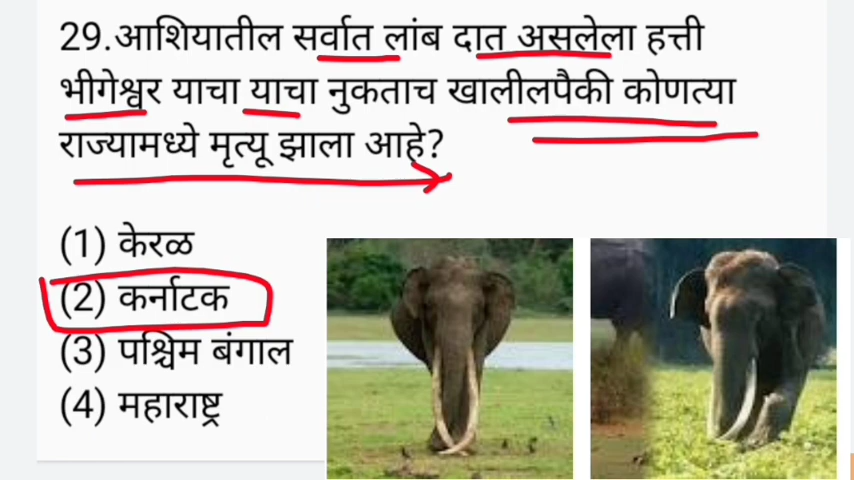 29.आशियातील सर्वात लांब दात असलेला हत्ती
भीगेश्वर याचा याचा नुकताच खालीलपैकी कोणत्या
राज्यामध्ये मृत्यू झाला आहे?
(1) केरळ
(2) कर्नाटक
(3) पश्चिम बंगाल
(4) महाराष्ट्र